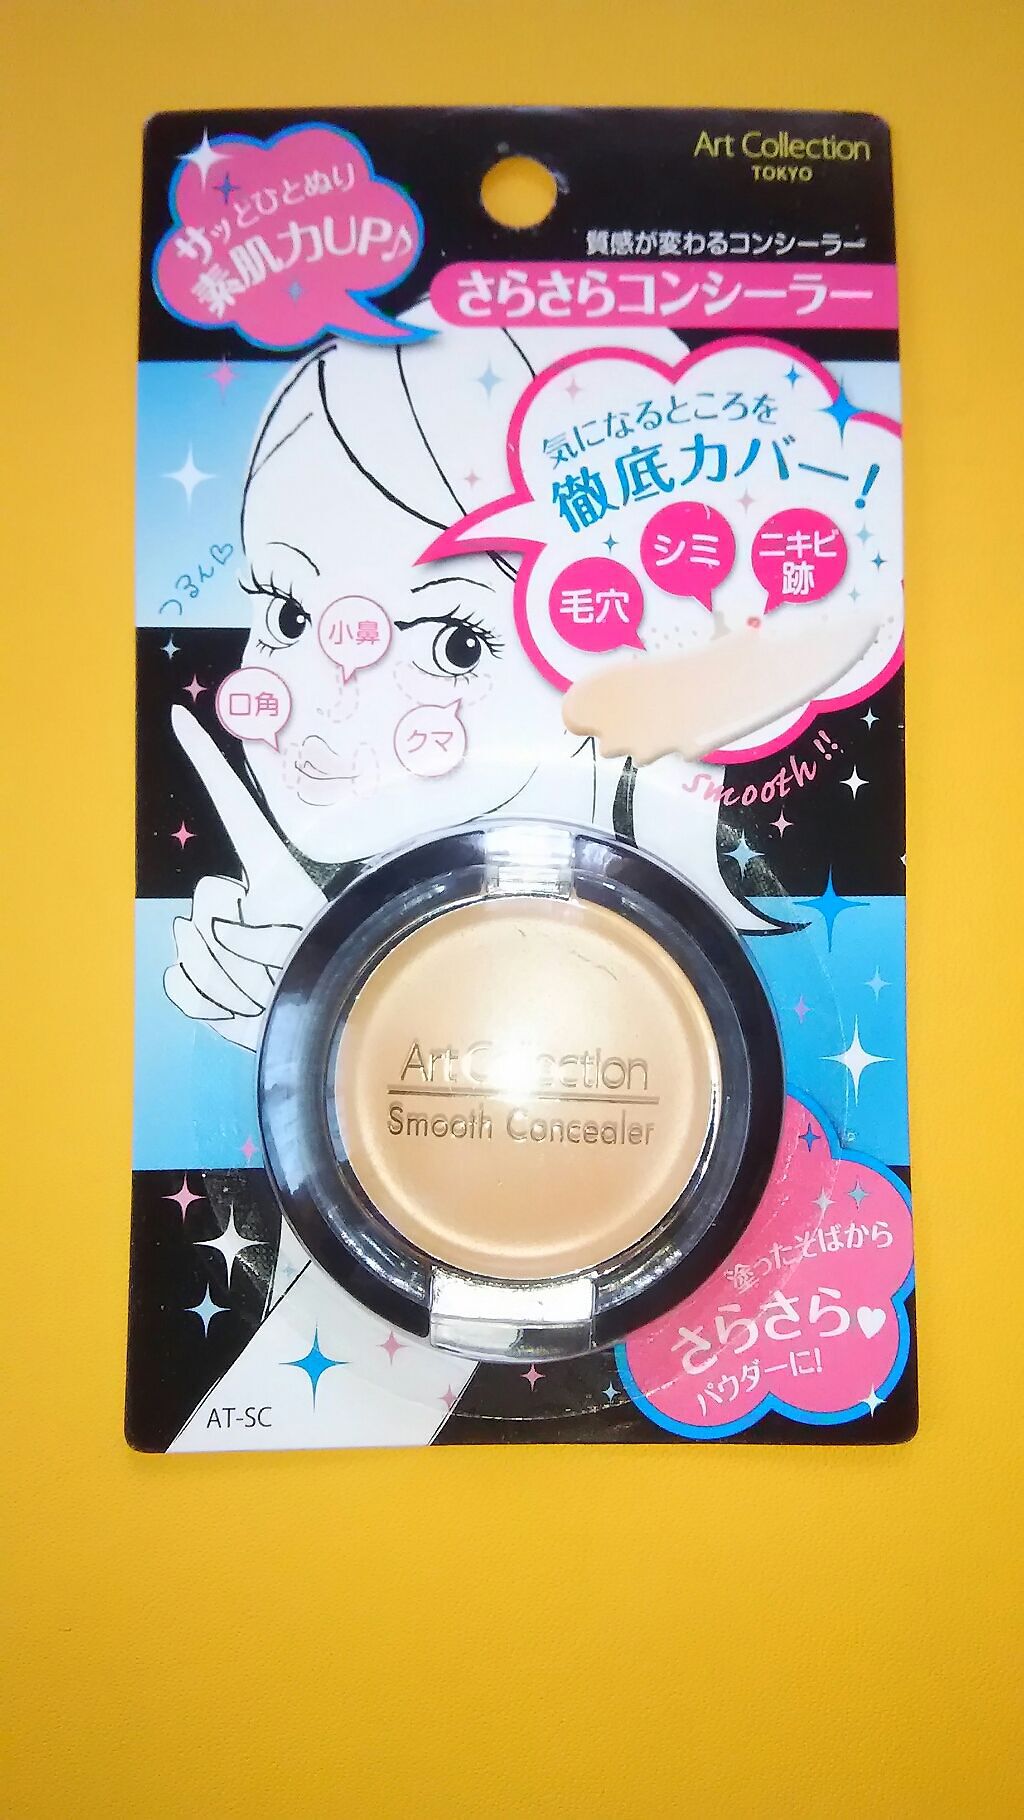 Art Collection
TOKYO
サッとひとぬり
素肌力UP♪
質感が変わるコンシーラー
さらさらコンシーラー
気になるところを
徹底カバー!
毛穴
シミ
ニキビ
跡
つるん♡
小鼻
口角
クマ
smooth!!
Art Collection
Smooth Concealer
塗ったそばから
さらさら♥
パウダーに!
AT-SC